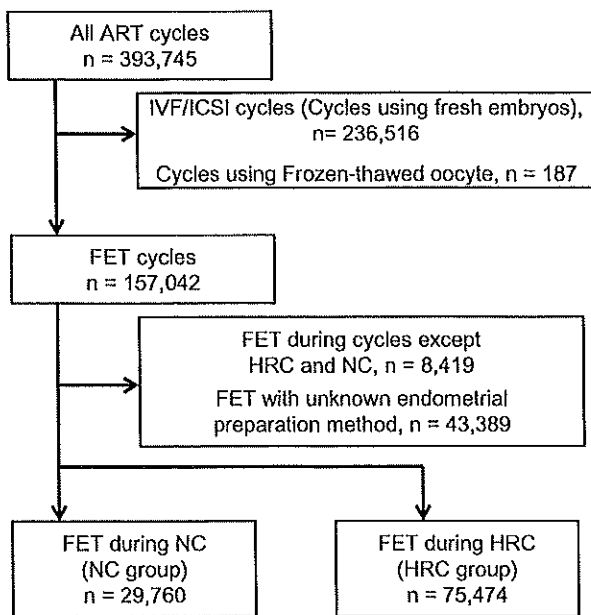 All ART cycles
n = 393,745
IVF/ICSI cycles (Cycles using fresh embryos),
n= 236,516
Cycles using Frozen-thawed oocyte, n = 187
FET cycles
n = 157,042
FET during cycles except
HRC and NC, n = 8,419
FET with unknown endometrial
preparation method, n = 43,389
FET during NC
(NC group)
n = 29,760
FET during HRC
(HRC group)
n = 75,474